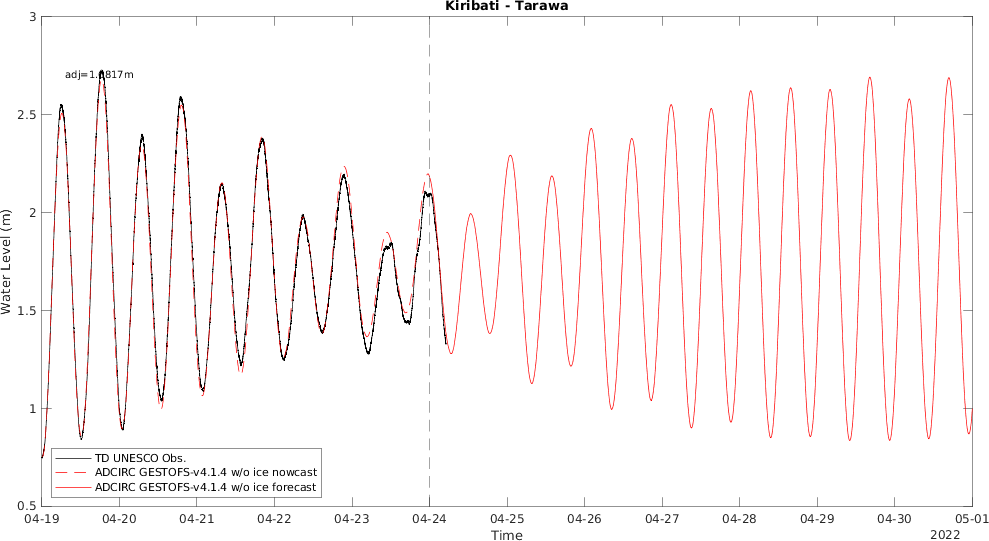 Kiribati - Tarawa
3
2.5
2
1.5
1
0.5
Water Level (m)
TD UNESCO Obs.
ADCIRC GESTOFS-v4.1.4 w/o ice nowcast
ADCIRC GESTOFS-v4.1.4 w/o ice forecast
04-19 04-20 04-21 04-22 04-23 04-24 04-25 04-26 04-27 04-28 04-29 04-30 05-01
Time
2022